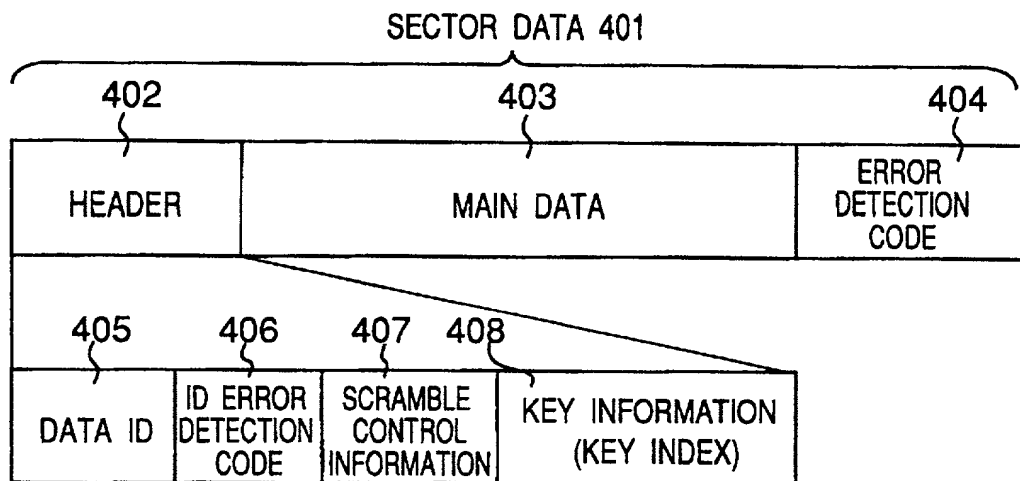 SECTOR DATA 401
402
403
404
HEADER
MAIN DATA
ERROR
DETECTION
CODE
405
406
407
408
DATA ID
ID ERROR
DETECTION
CODE
SCRAMBLE
CONTROL
INFORMATION
KEY INFORMATION
(KEY INDEX)